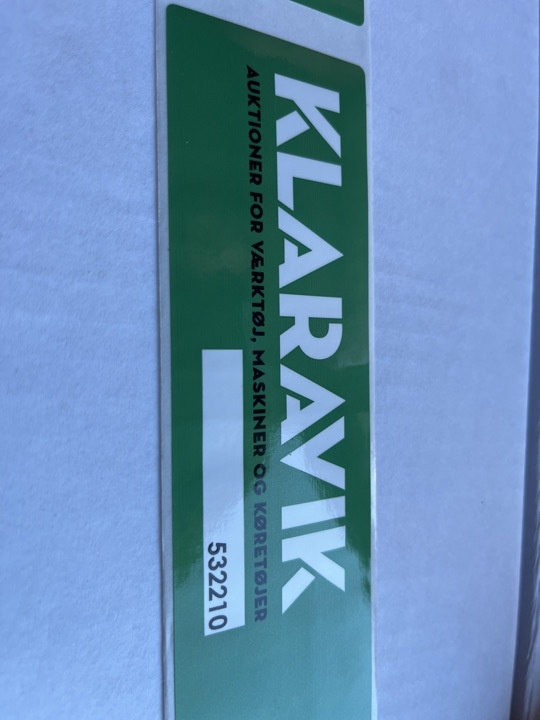 KLARAVIK
AUKTIONER FOR VÆRKTØJ, MASKINER OG KØRETØJER
532210